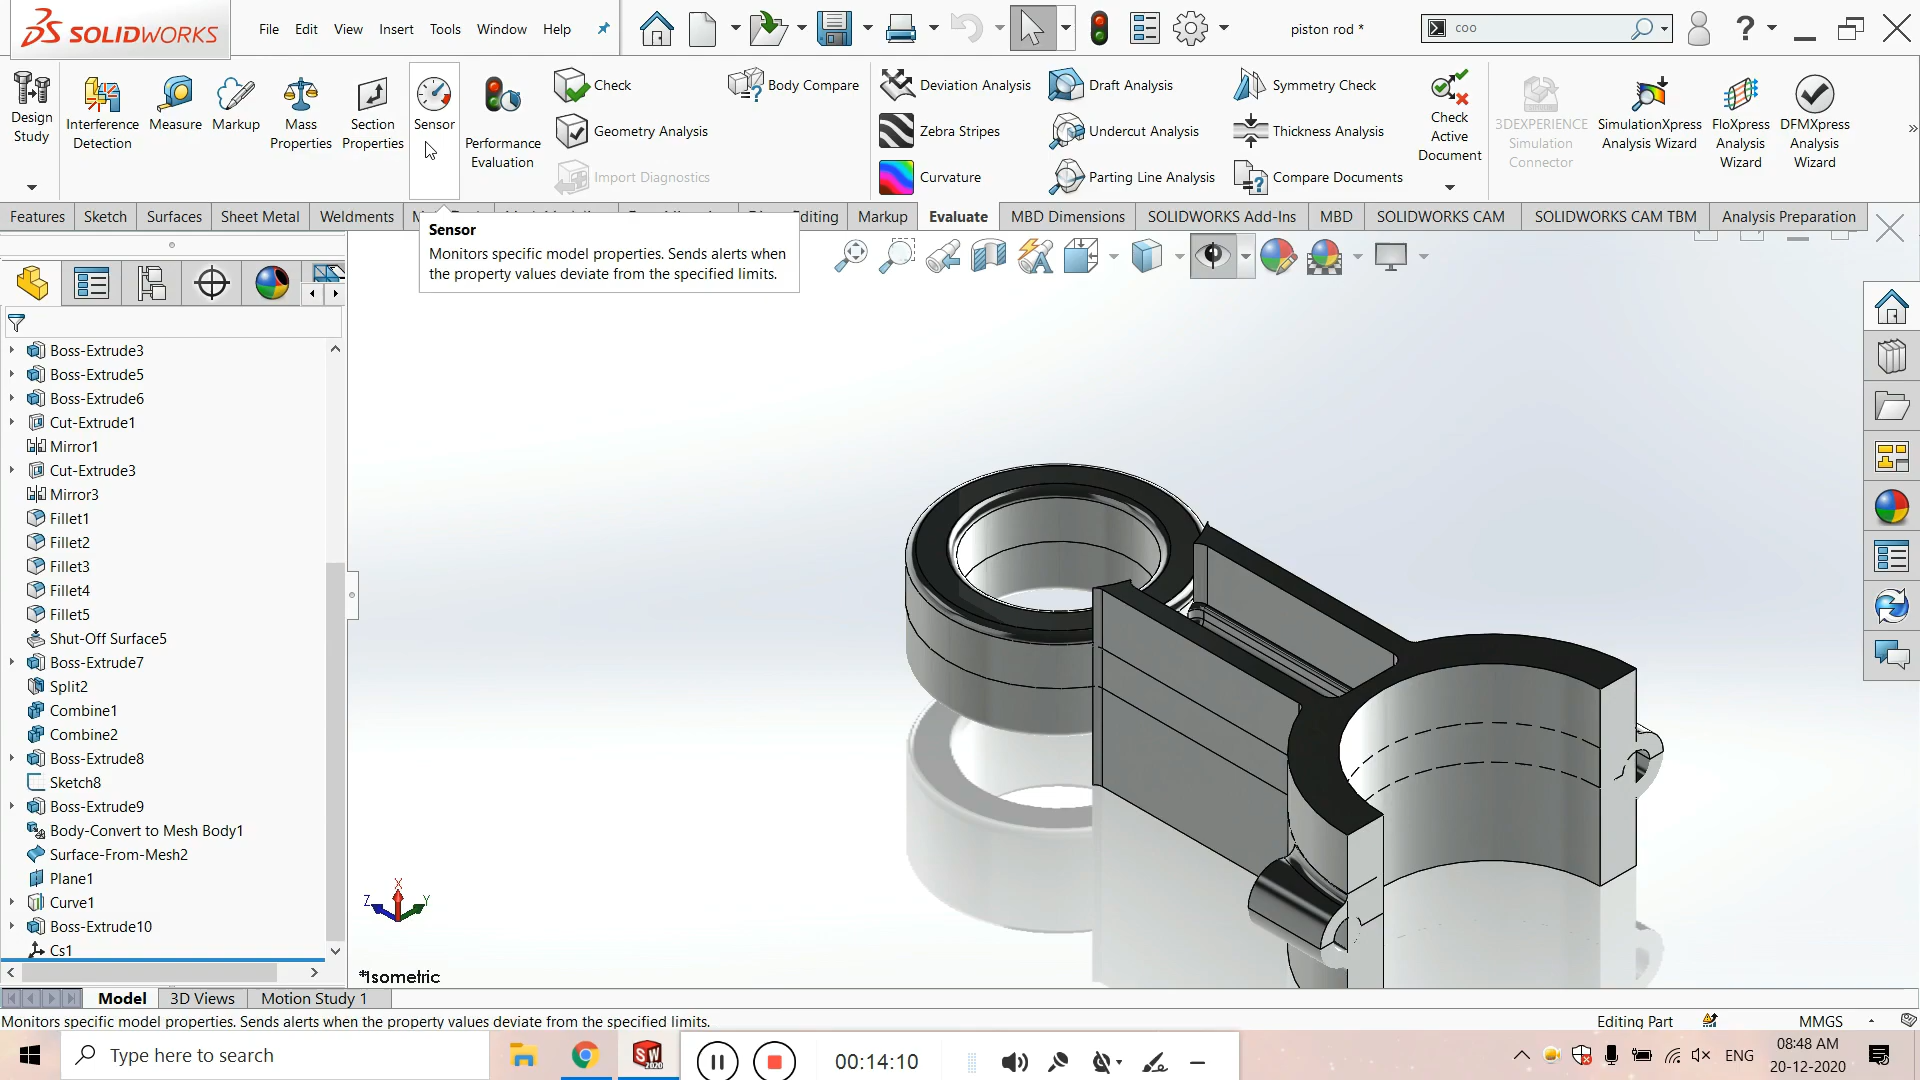 SOLIDWORKS
File Edit View Insert Tools Window Help
piston rod *
coo
Design Study
Interference Detection
Measure
Markup
Mass Properties
Section Properties
Sensor
Performance Evaluation
Check
Geometry Analysis
Import Diagnostics
Body Compare
Deviation Analysis
Zebra Stripes
Curvature
Draft Analysis
Undercut Analysis
Parting Line Analysis
Symmetry Check
Thickness Analysis
Compare Documents
Check Active Document
3DEXPERIENCE Simulation Connector
SimulationXpress Analysis Wizard
FloXpress Analysis Wizard
DFMXpress Analysis Wizard
Features Sketch Surfaces Sheet Metal Weldments Editing Markup Evaluate MBD Dimensions SOLIDWORKS Add-Ins MBD SOLIDWORKS CAM SOLIDWORKS CAM TBM Analysis Preparation
Sensor
Monitors specific model properties. Sends alerts when
the property values deviate from the specified limits.
Boss-Extrude3
Boss-Extrude5
Boss-Extrude6
Cut-Extrude1
Mirror1
Cut-Extrude3
Mirror3
Fillet1
Fillet2
Fillet3
Fillet4
Fillet5
Shut-Off Surface5
Boss-Extrude7
Split2
Combine1
Combine2
Boss-Extrude8
Sketch8
Boss-Extrude9
Body-Convert to Mesh Body1
Surface-From-Mesh2
Plane1
Curve1
Boss-Extrude10
Cs1
X
Z Y
*Isometric
Model 3D Views Motion Study 1
Monitors specific model properties. Sends alerts when the property values deviate from the specified limits.
Editing Part MMGS
Type here to search
SW 2020
00:14:10
ENG
08:48 AM
20-12-2020